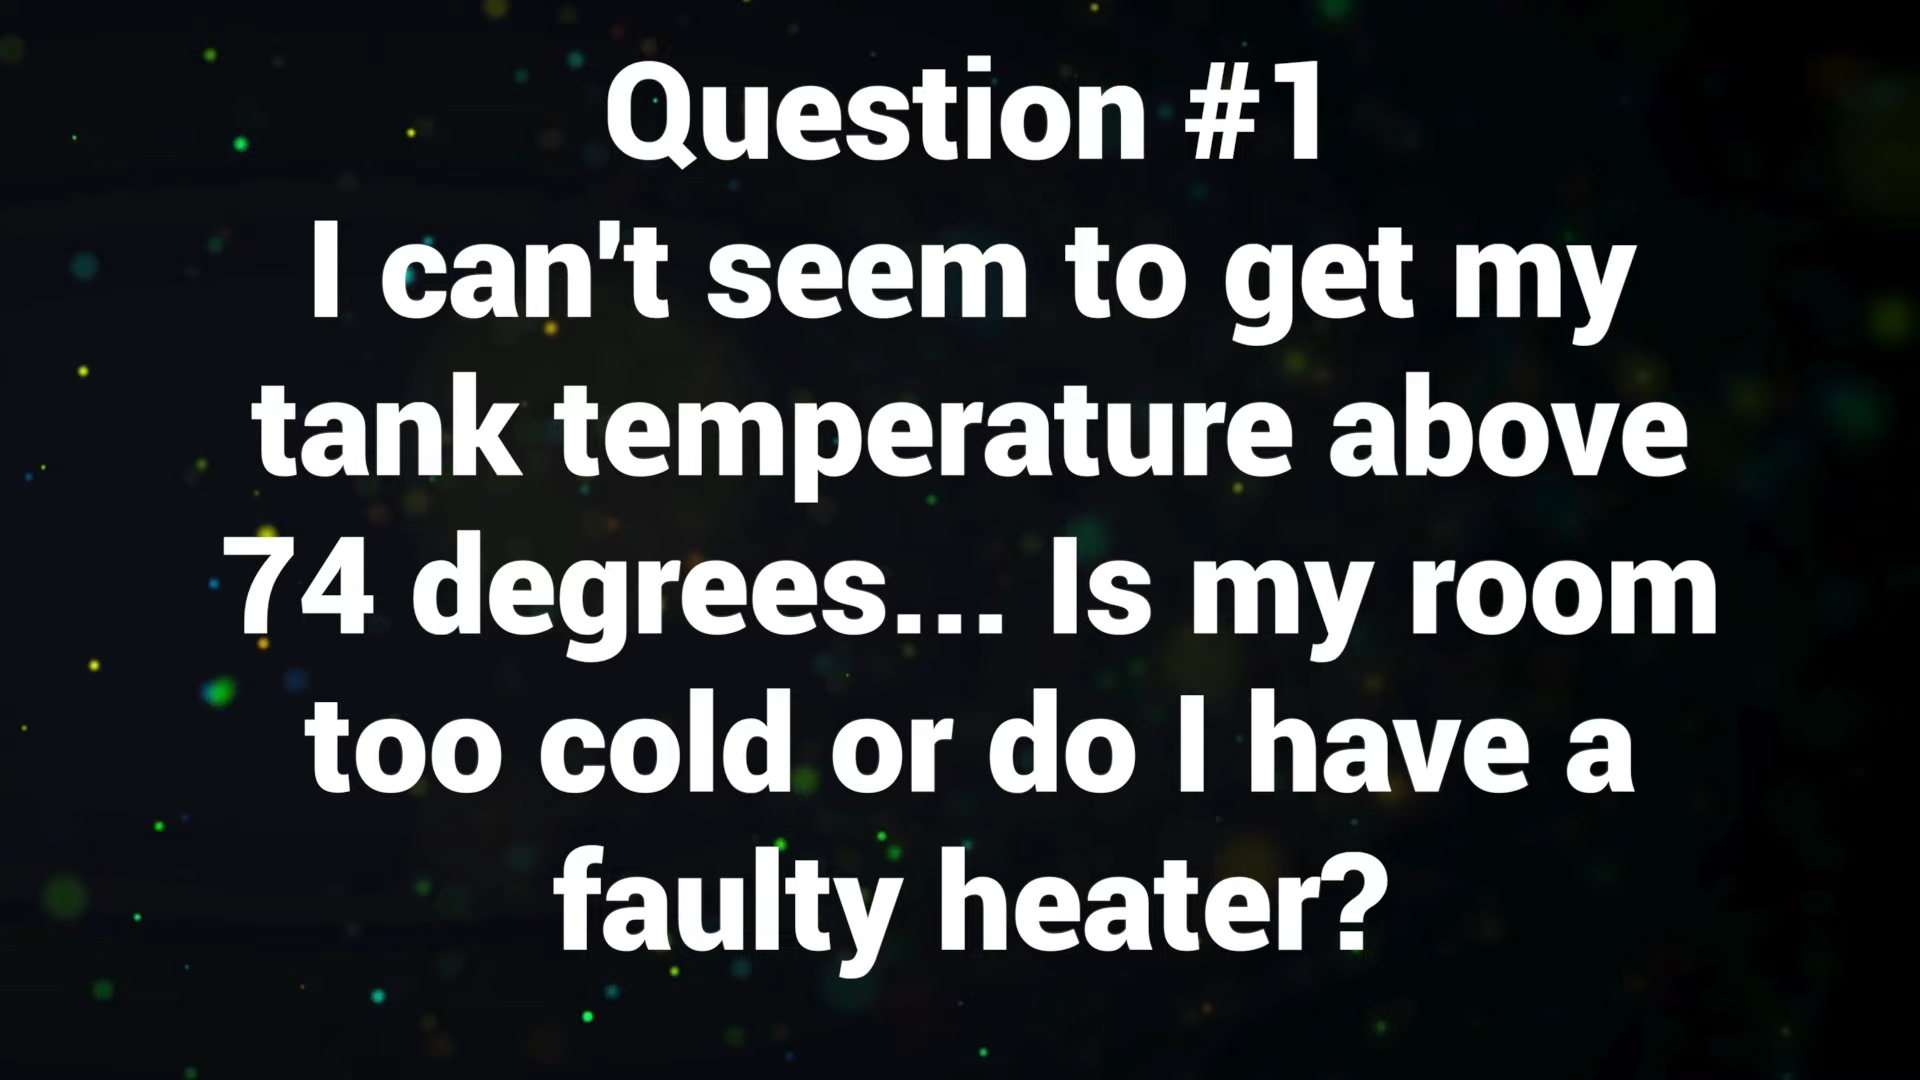 Question #1
I can't seem to get my
tank temperature above
74 degrees... Is my room
too cold or do I have a
faulty heater?